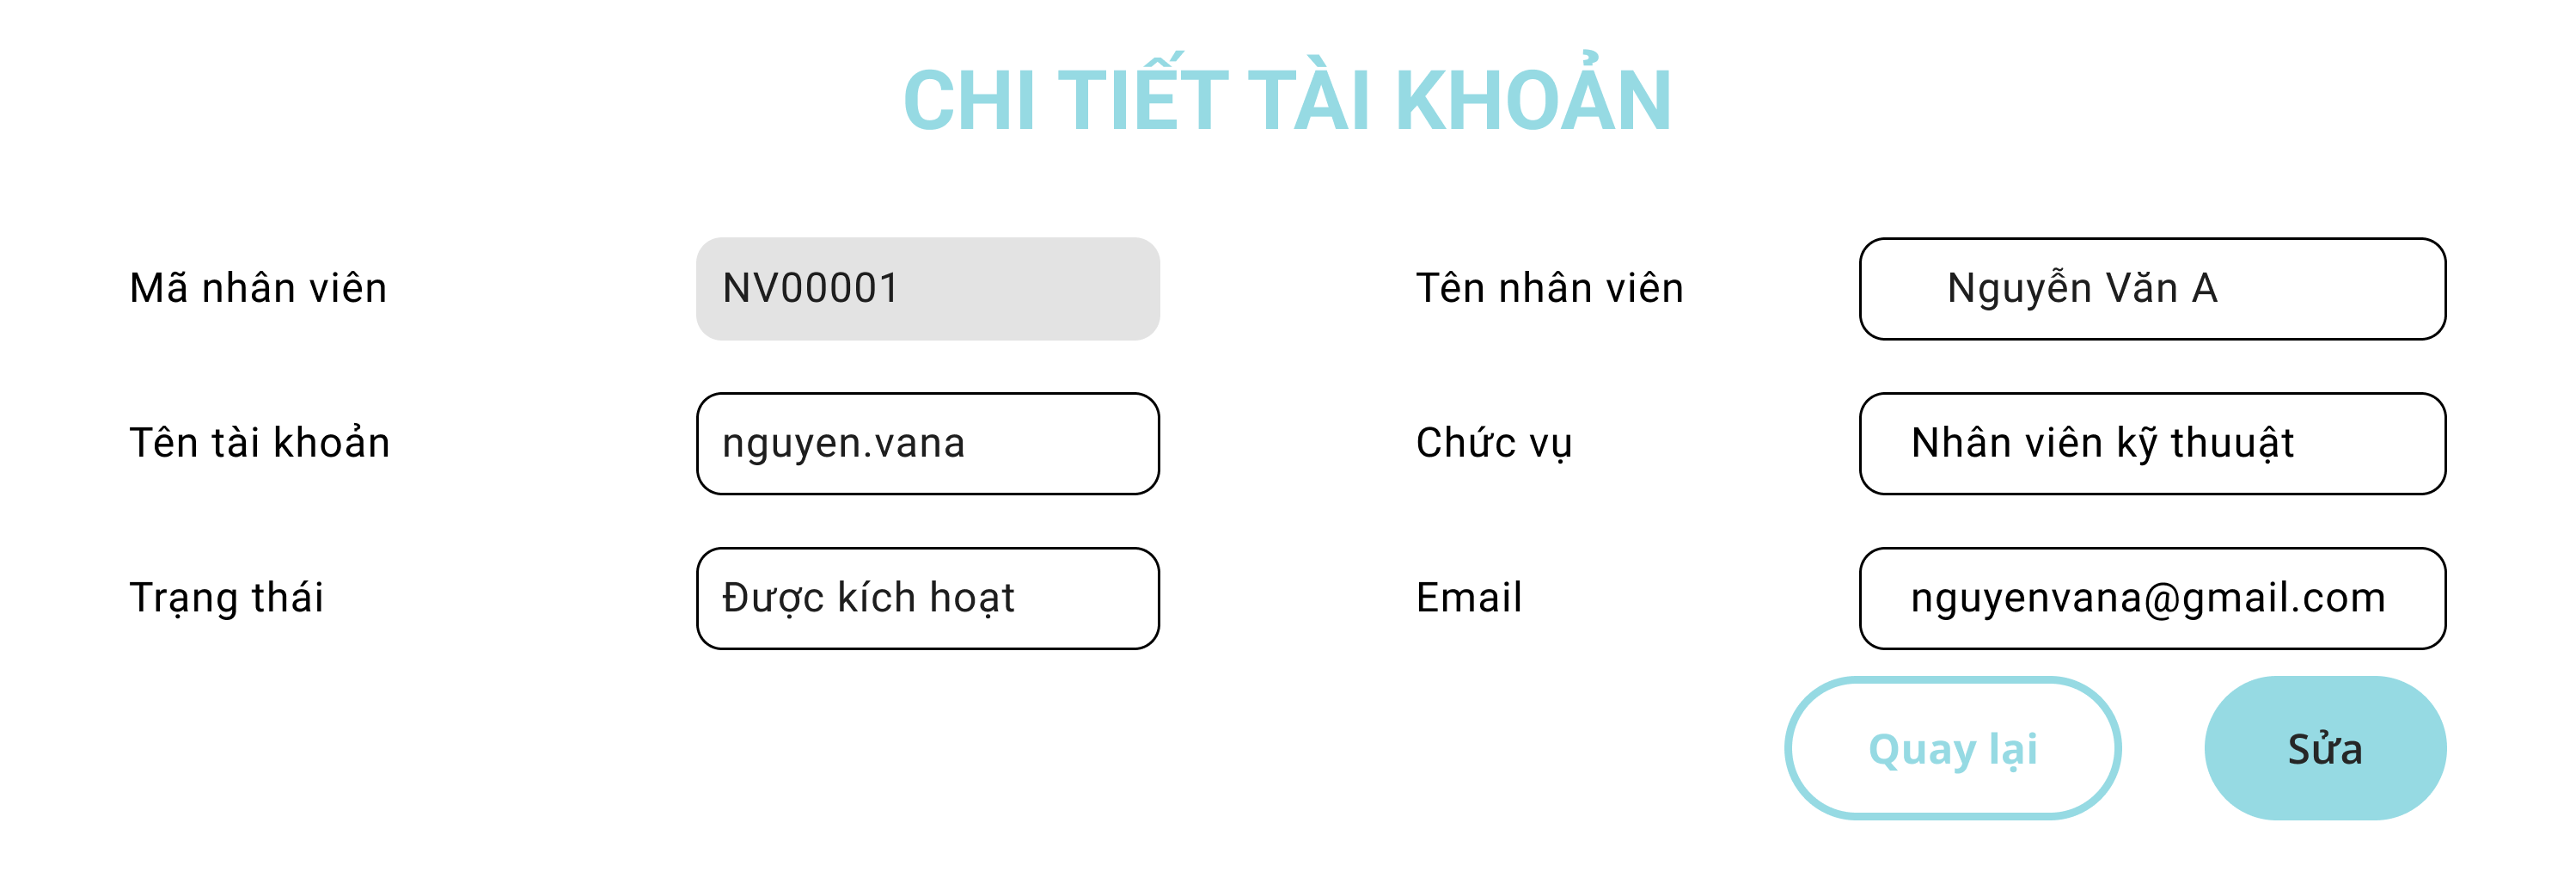 CHI TIẾT TÀI KHOẢN
Mã nhân viên NV00001 Tên nhân viên Nguyễn Văn A
Tên tài khoản nguyen.vana Chức vụ Nhân viên kỹ thuuật
Trạng thái Được kích hoạt Email nguyenvana@gmail.com
Quay lại Sửa